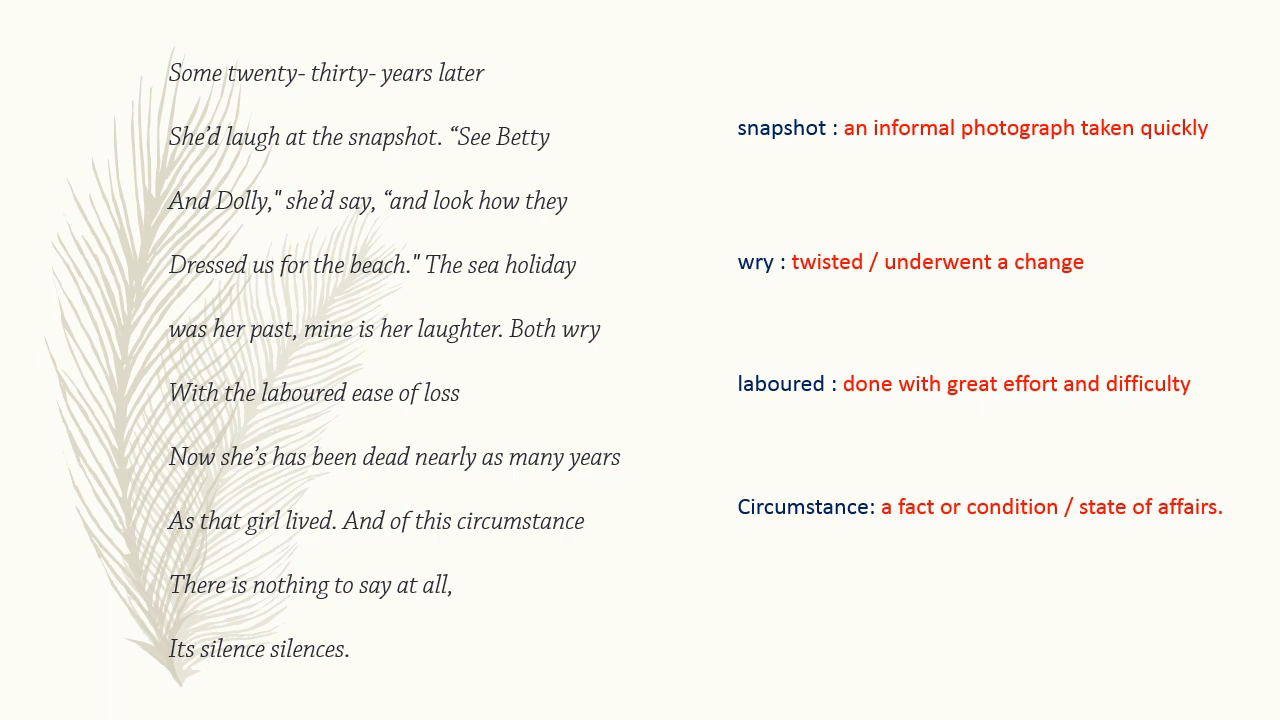 Some twenty- thirty- years later
She’d laugh at the snapshot. “See Betty
And Dolly," she’d say, “and look how they
Dressed us for the beach." The sea holiday
was her past, mine is her laughter. Both wry
With the laboured ease of loss
Now she’s has been dead nearly as many years
As that girl lived. And of this circumstance
There is nothing to say at all,
Its silence silences.
snapshot : an informal photograph taken quickly
wry : twisted / underwent a change
laboured : done with great effort and difficulty
Circumstance: a fact or condition / state of affairs.